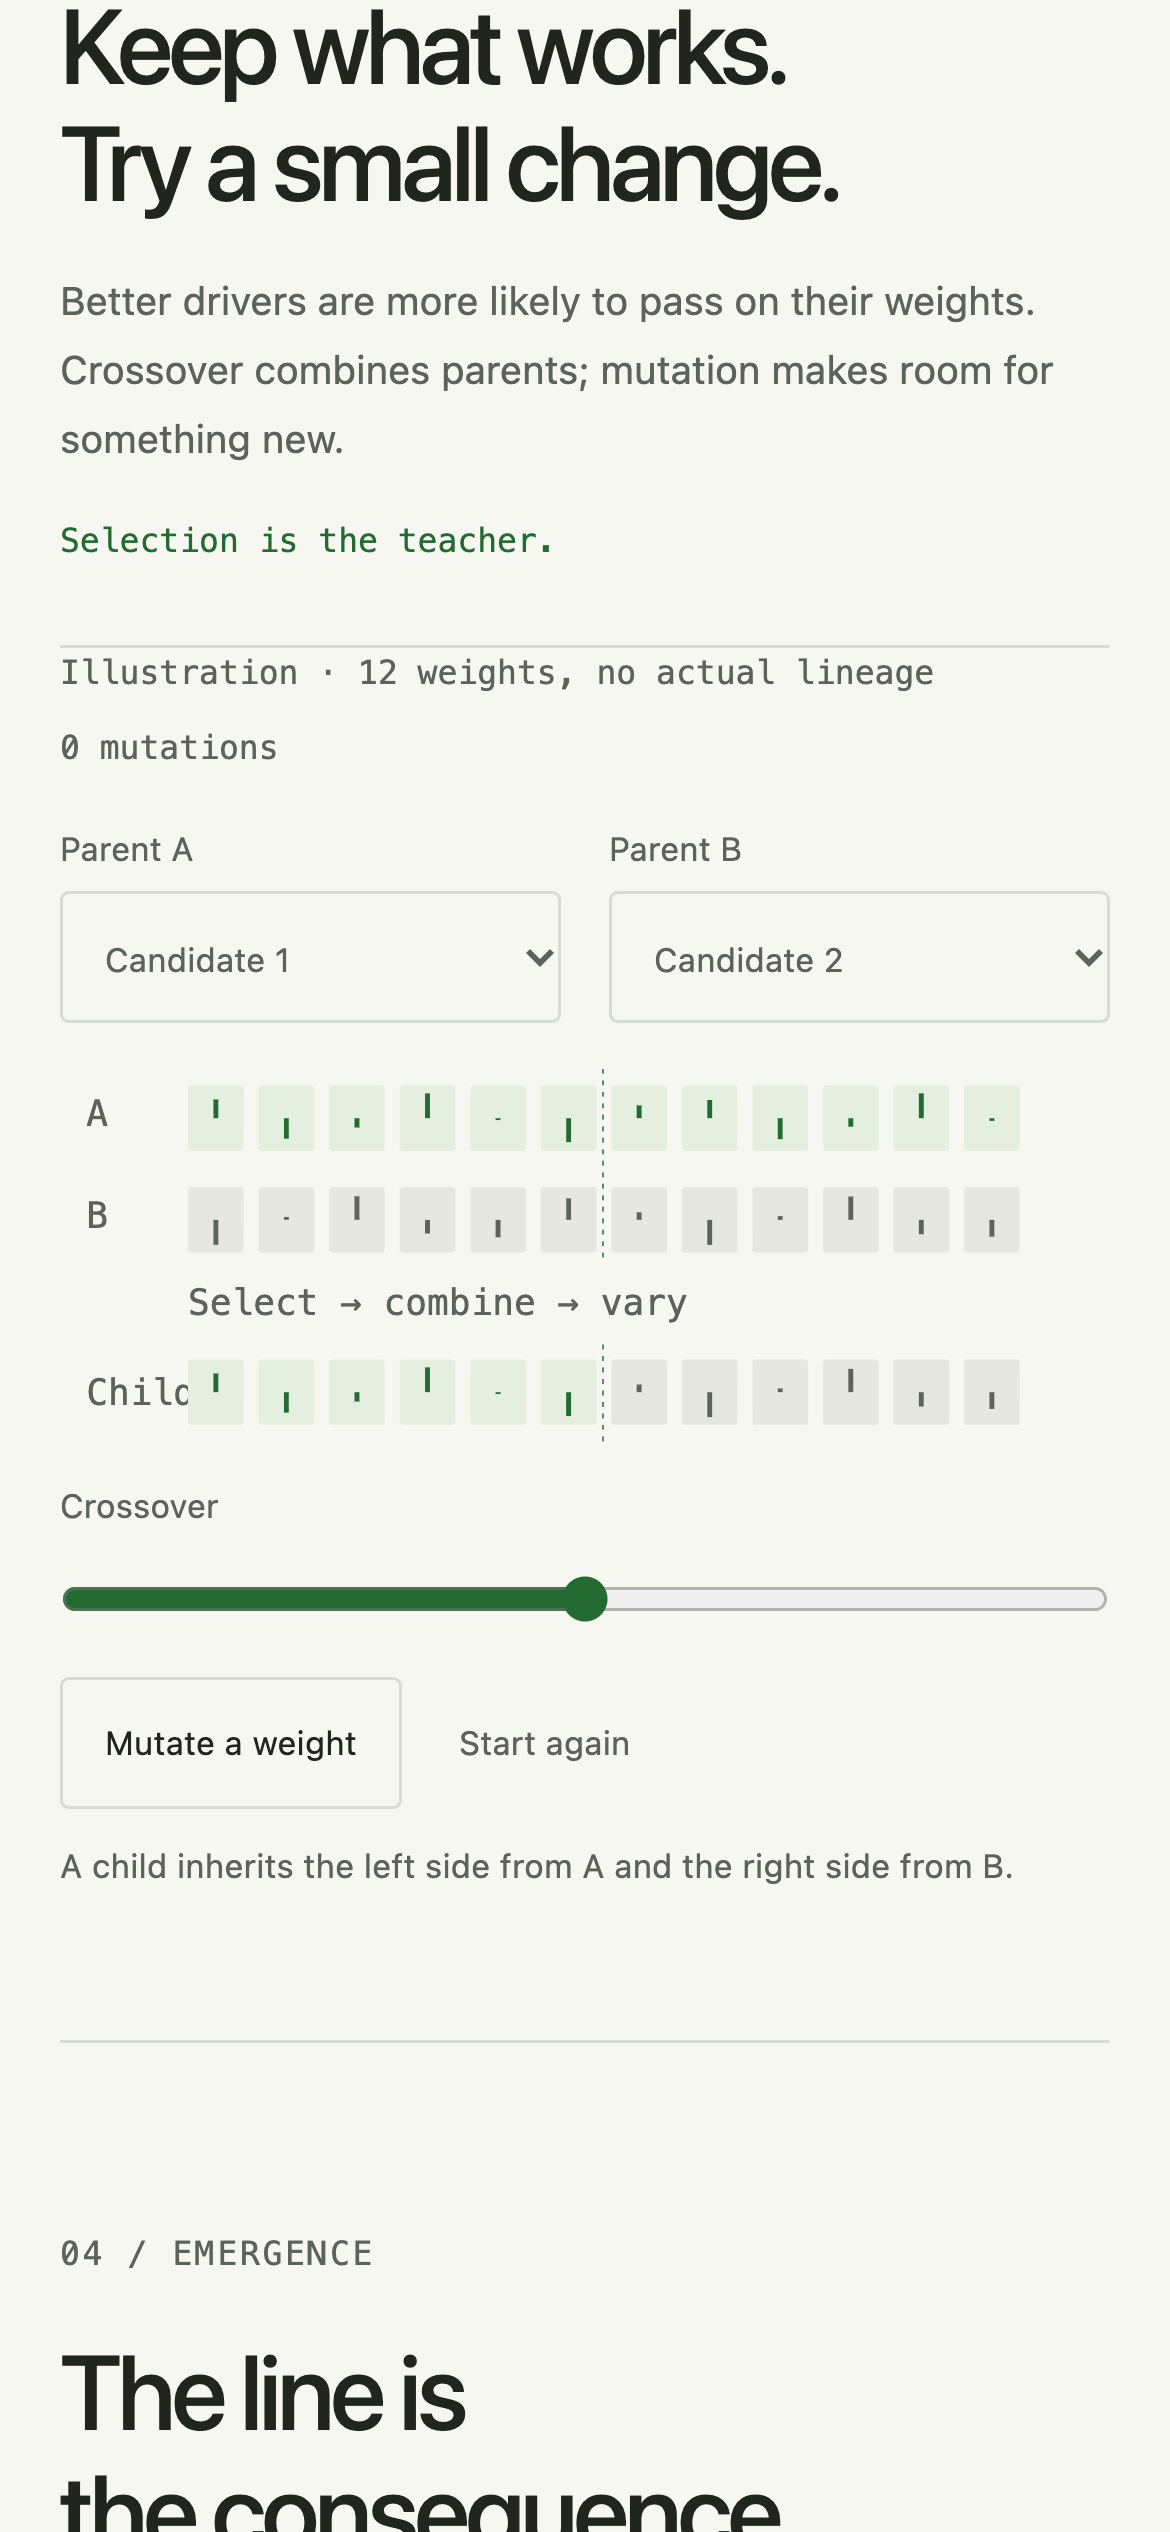 Keep what works.
Try a small change.
Better drivers are more likely to pass on their weights.
Crossover combines parents; mutation makes room for
something new.
Selection is the teacher.
Illustration · 12 weights, no actual lineage
0 mutations
Parent A
Parent B
Candidate 1
Candidate 2
A
B
Select → combine → vary
Child
Crossover
Mutate a weight
Start again
A child inherits the left side from A and the right side from B.
04 / EMERGENCE
The line is
the consequence